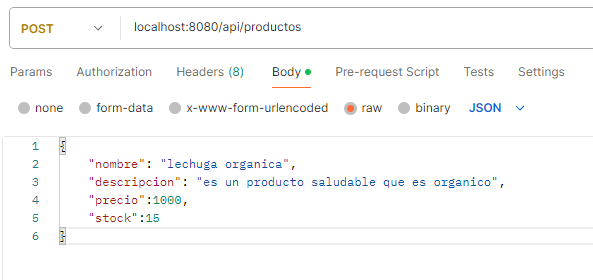 POST localhost:8080/api/productos
Params Authorization Headers (8) Body Pre-request Script Tests Settings
none form-data x-www-form-urlencoded raw binary JSON
1 {
2 "nombre": "lechuga organica",
3 "descripcion": "es un producto saludable que es organico",
4 "precio":1000,
5 "stock":15
6 }